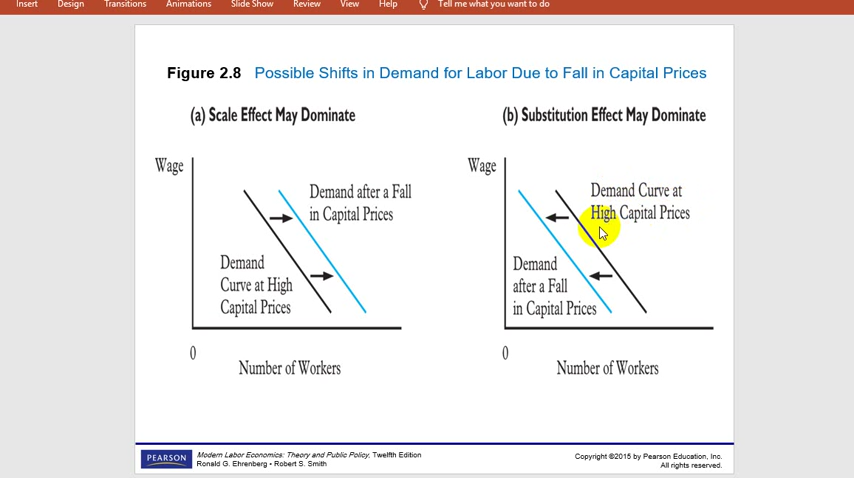 Insert Design Transitions Animations Slide Show Review View Help Tell me what you want to do
Figure 2.8 Possible Shifts in Demand for Labor Due to Fall in Capital Prices
(a) Scale Effect May Dominate
Wage
Demand after a Fall
in Capital Prices
Demand
Curve at High
Capital Prices
0
Number of Workers
(b) Substitution Effect May Dominate
Wage
Demand Curve at
High Capital Prices
Demand
after a Fall
in Capital Prices
0
Number of Workers
PEARSON
Modern Labor Economics: Theory and Public Policy, Twelfth Edition
Ronald G. Ehrenberg • Robert S. Smith
Copyright ©2015 by Pearson Education, Inc.
All rights reserved.